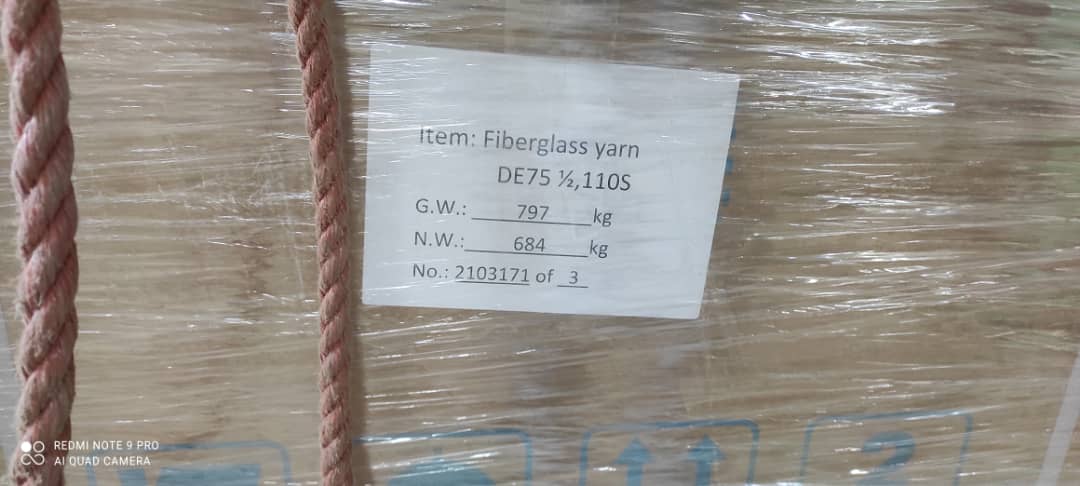 Item: Fiberglass yarn
DE75 ½,110S
G.W.: 797 kg
N.W.: 684 kg
No.: 2103171 of 3
REDMI NOTE 9 PRO
AI QUAD CAMERA